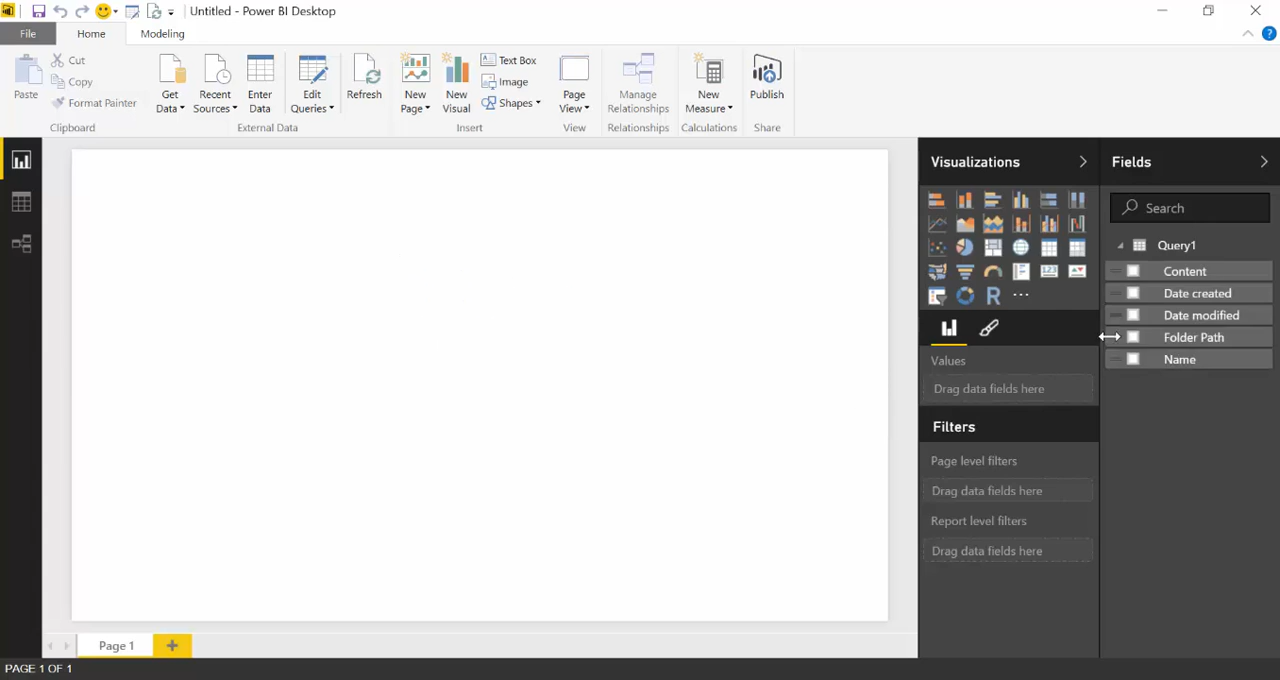 Untitled - Power BI Desktop
File Home Modeling
Paste
Cut
Copy
Format Painter
Clipboard
Get Data
Recent Sources
Enter Data
Edit Queries
Refresh
External Data
New Page
New Visual
Text Box
Image
Shapes
Insert
Page View
View
Manage Relationships
Relationships
New Measure
Calculations
Publish
Share
?
Visualizations
R
123
Values
Drag data fields here
Filters
Page level filters
Drag data fields here
Report level filters
Drag data fields here
Fields
Search
Query1
Content
Date created
Date modified
Folder Path
Name
Page 1
PAGE 1 OF 1